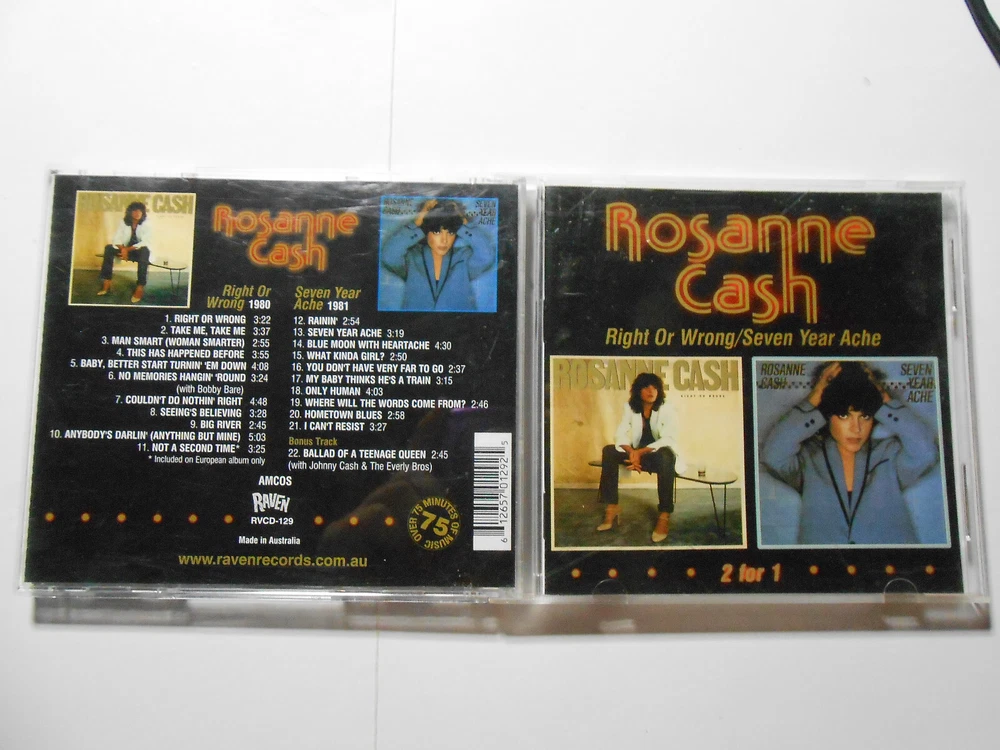 ROSANNE CASH
Rosanne
Cash
ROSANNE
CASH
SEVEN
YEAR
ACHE
Right Or
Wrong 1980
1. RIGHT OR WRONG 3:22
2. TAKE ME, TAKE ME 3:37
3. MAN SMART (WOMAN SMARTER) 2:55
4. THIS HAS HAPPENED BEFORE 3:55
5. BABY, BETTER START TURNIN' 'EM DOWN 4:08
6. NO MEMORIES HANGIN' 'ROUND 3:24
(with Bobby Bare)
7. COULDN'T DO NOTHIN' RIGHT 4:48
8. SEEING'S BELIEVING 3:28
9. BIG RIVER 2:45
10. ANYBODY'S DARLIN' (ANYTHING BUT MINE) 5:03
11. NOT A SECOND TIME* 3:25
* Included on European album only
Seven Year
Ache 1981
12. RAININ' 2:54
13. SEVEN YEAR ACHE 3:19
14. BLUE MOON WITH HEARTACHE 4:30
15. WHAT KINDA GIRL? 2:50
16. YOU DON'T HAVE VERY FAR TO GO 2:37
17. MY BABY THINKS HE'S A TRAIN 3:15
18. ONLY HUMAN 4:03
19. WHERE WILL THE WORDS COME FROM? 2:46
20. HOMETOWN BLUES 2:58
21. I CAN'T RESIST 3:27
Bonus Track
22. BALLAD OF A TEENAGE QUEEN 2:45
(with Johnny Cash & The Everly Bros)
AMCOS
RAVEN
RVCD-129
Made in Australia
www.ravenrecords.com.au
OVER 75 MINUTES OF MUSIC
75
6 12657 01292 5
Rosanne
Cash
Right Or Wrong/Seven Year Ache
ROSANNE CASH
RIGHT OR WRONG
ROSANNE
CASH
SEVEN
YEAR
ACHE
2 for 1